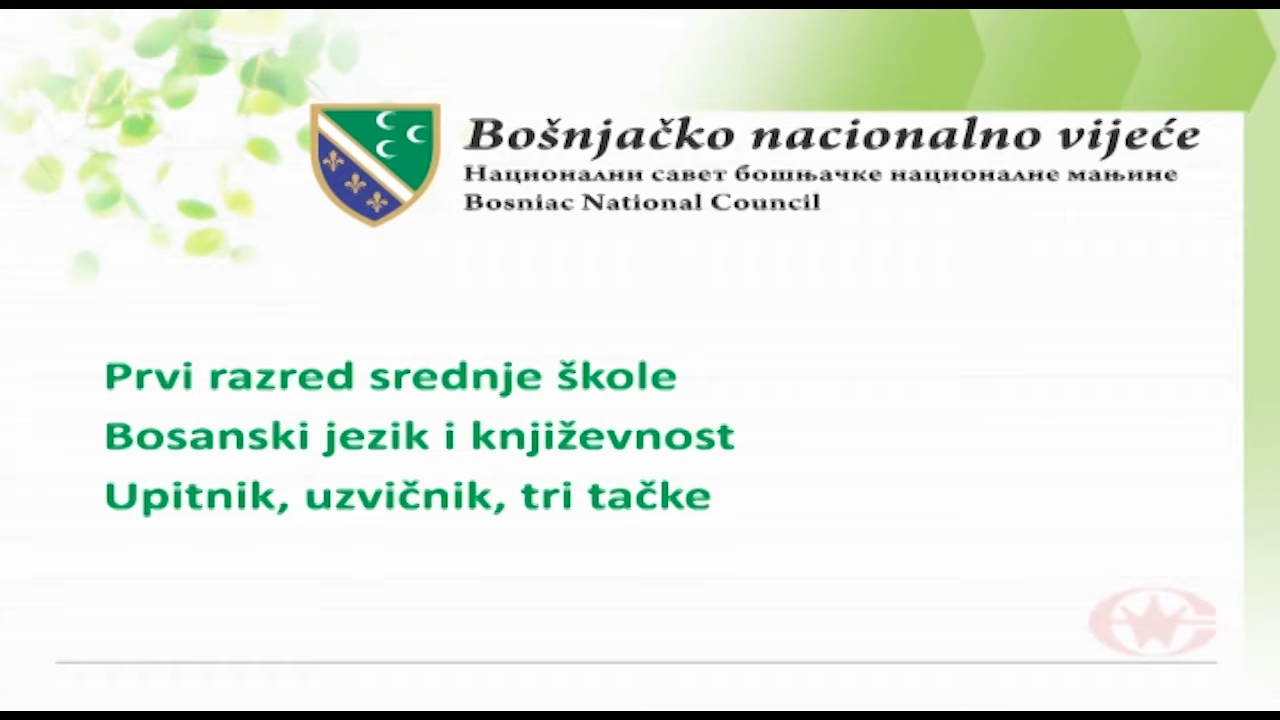 Bošnjačko nacionalno vijeće
Национални савет бошњачке националне мањине
Bosniac National Council
Prvi razred srednje škole
Bosanski jezik i književnost
Upitnik, uzvičnik, tri tačke